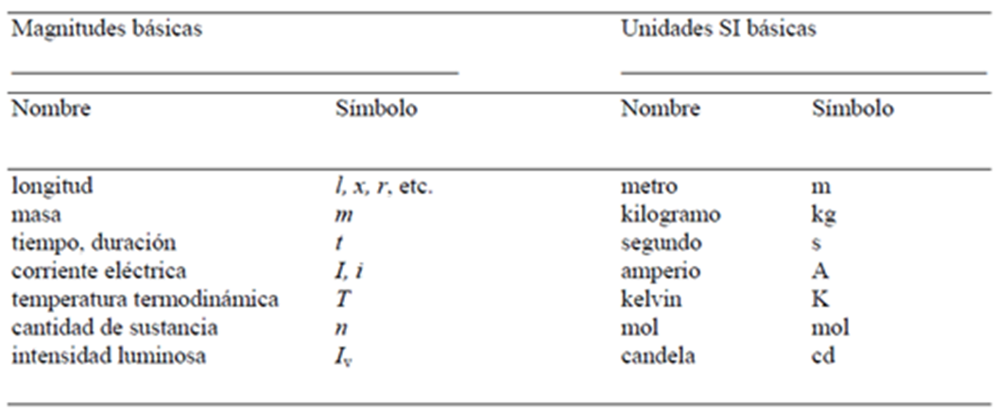 Magnitudes básicas Unidades SI básicas
Nombre Símbolo Nombre Símbolo
longitud l, x, r, etc. metro m
masa m kilogramo kg
tiempo, duración t segundo s
corriente eléctrica I, i amperio A
temperatura termodinámica T kelvin K
cantidad de sustancia n mol mol
intensidad luminosa Iv candela cd